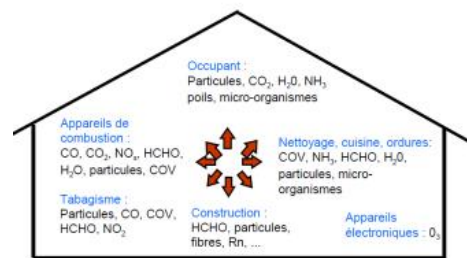 Occupant :
Particules, CO₂, H₂0, NH₃
poils, micro-organismes
Appareils de
combustion :
CO, CO₂, NOₓ, HCHO,
H₂O, particules, COV
Nettoyage, cuisine, ordures:
COV, NH₃, HCHO, H₂0,
particules, micro-
organismes
Tabagisme :
Particules, CO, COV,
HCHO, NO₂
Construction :
HCHO, particules,
fibres, Rn, ...
Appareils
électroniques : 0₃